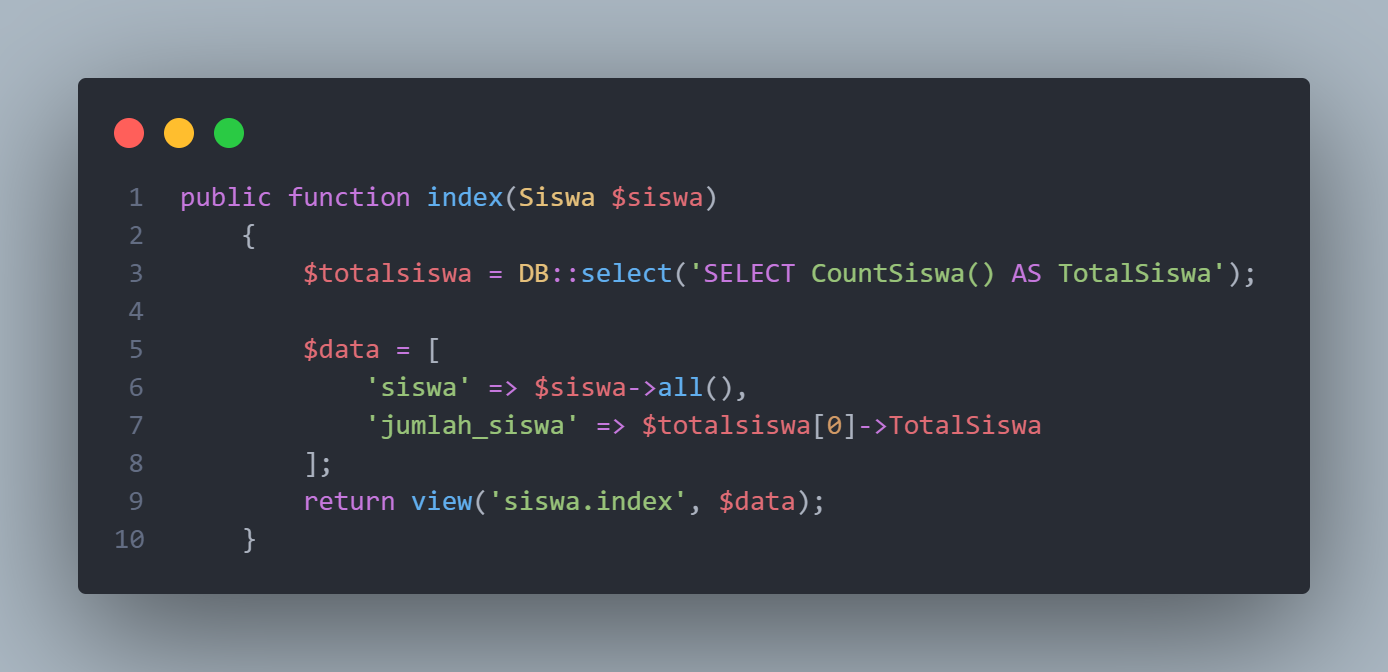 1 public function index(Siswa $siswa)
2 {
3 $totalsiswa = DB::select('SELECT CountSiswa() AS TotalSiswa');
4
5 $data = [
6 'siswa' => $siswa->all(),
7 'jumlah_siswa' => $totalsiswa[0]->TotalSiswa
8 ];
9 return view('siswa.index', $data);
10 }